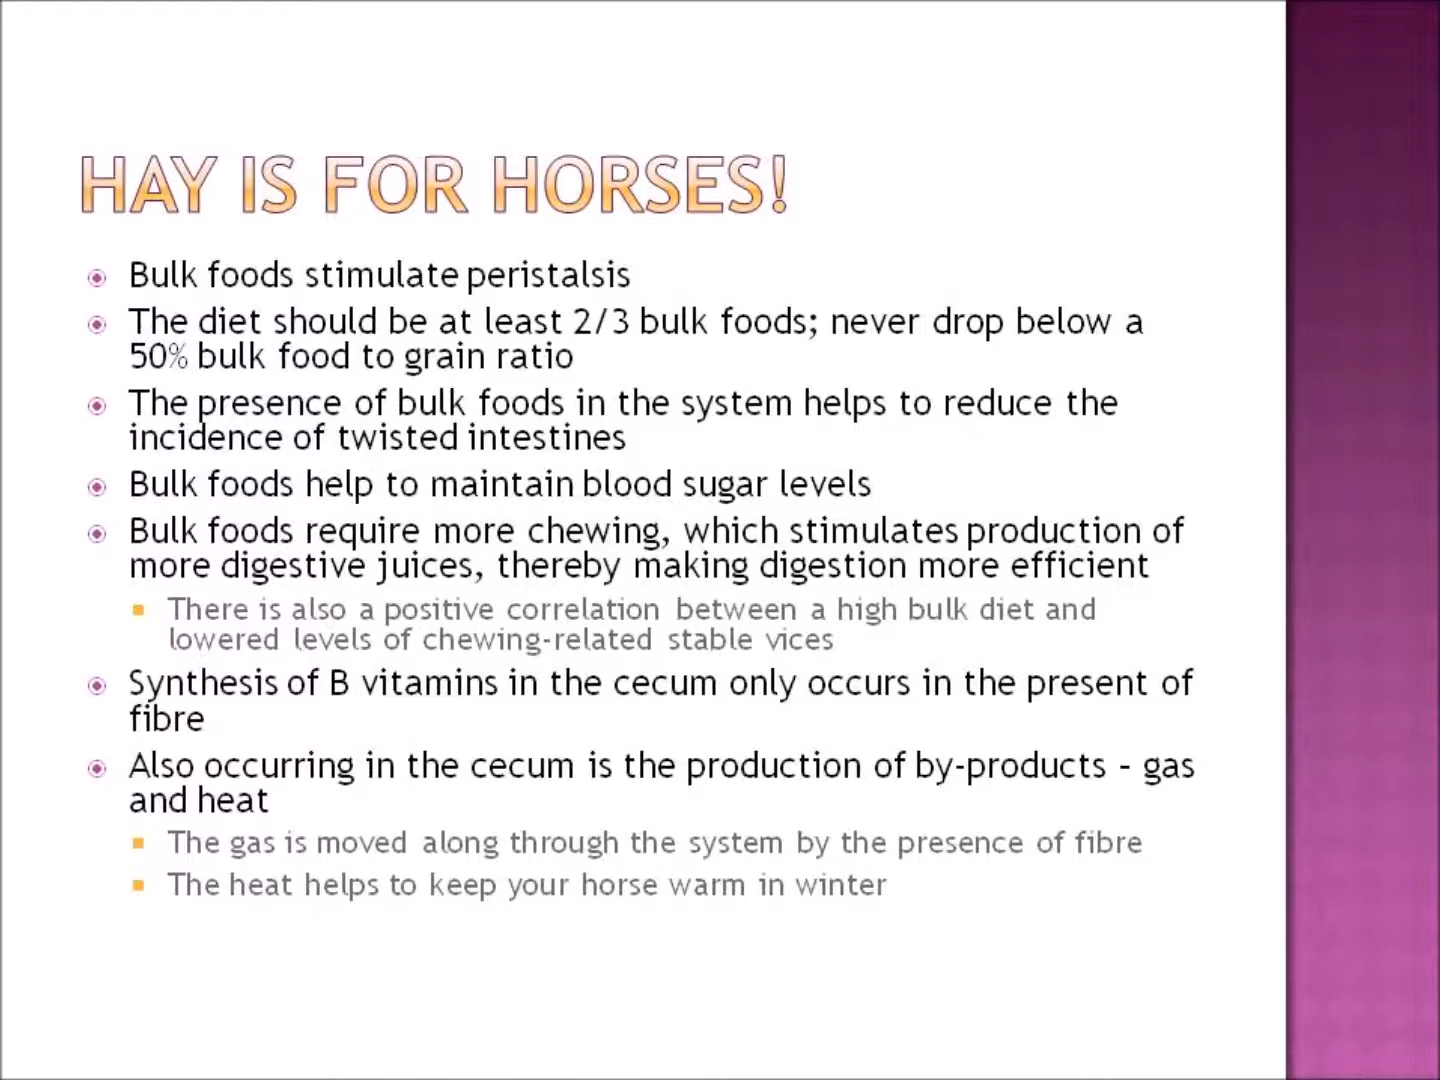 HAY IS FOR HORSES!
Bulk foods stimulate peristalsis
The diet should be at least 2/3 bulk foods; never drop below a
50% bulk food to grain ratio
The presence of bulk foods in the system helps to reduce the
incidence of twisted intestines
Bulk foods help to maintain blood sugar levels
Bulk foods require more chewing, which stimulates production of
more digestive juices, thereby making digestion more efficient
There is also a positive correlation between a high bulk diet and
lowered levels of chewing-related stable vices
Synthesis of B vitamins in the cecum only occurs in the present of
fibre
Also occurring in the cecum is the production of by-products – gas
and heat
The gas is moved along through the system by the presence of fibre
The heat helps to keep your horse warm in winter